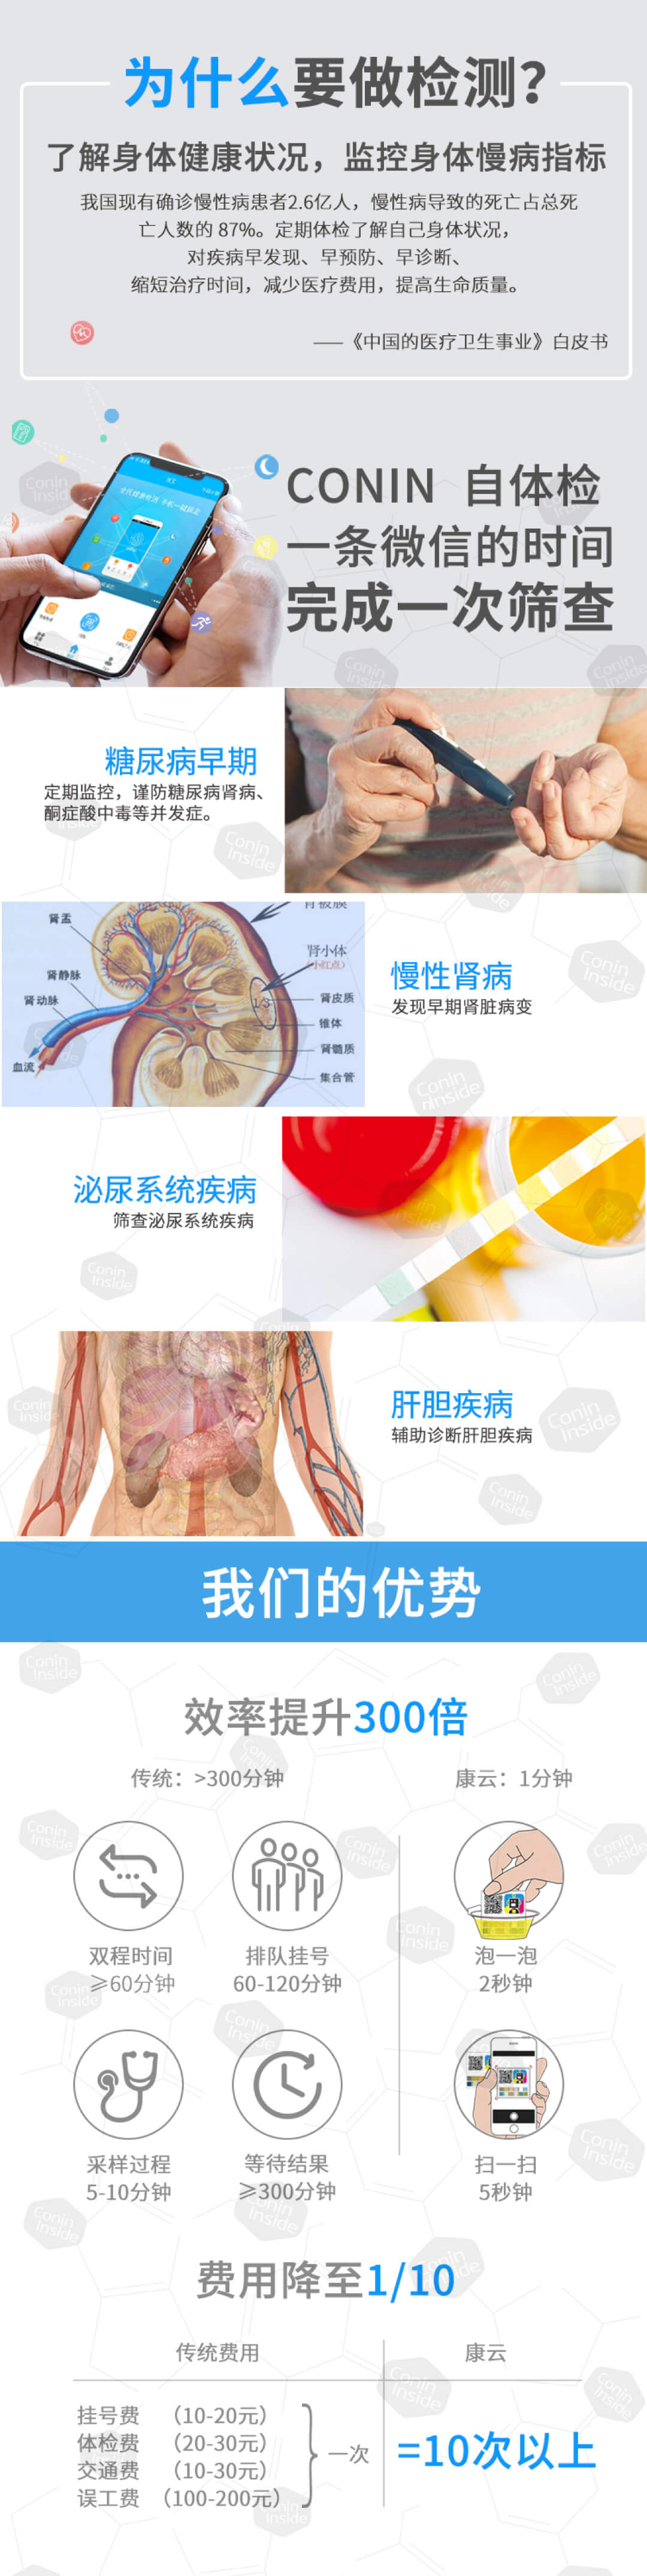 为什么要做检测?
了解身体健康状况，监控身体慢病指标
我国现有确诊慢性病患者2.6亿人，慢性病导致的死亡占总死
亡人数的 87%。定期体检了解自己身体状况，
对疾病早发现、早预防、早诊断、
缩短治疗时间，减少医疗费用，提高生命质量。
——《中国的医疗卫生事业》白皮书
CONIN 自体检
一条微信的时间
完成一次筛查
糖尿病早期
定期监控，谨防糖尿病肾病、
酮症酸中毒等并发症。
肾盂
肾小体
肾静脉
肾动脉
肾皮质
锥体
肾髓质
血流
集合管
慢性肾病
发现早期肾脏病变
泌尿系统疾病
筛查泌尿系统疾病
肝胆疾病
辅助诊断肝胆疾病
我们的优势
效率提升300倍
传统：>300分钟
康云：1分钟
双程时间
≥60分钟
排队挂号
60-120分钟
泡一泡
2秒钟
采样过程
5-10分钟
等待结果
≥300分钟
扫一扫
5秒钟
费用降至1/10
传统费用
康云
挂号费 （10-20元）
体检费 （20-30元）
交通费 （10-30元）
误工费 （100-200元）
一次
=10次以上
Conin
Inside